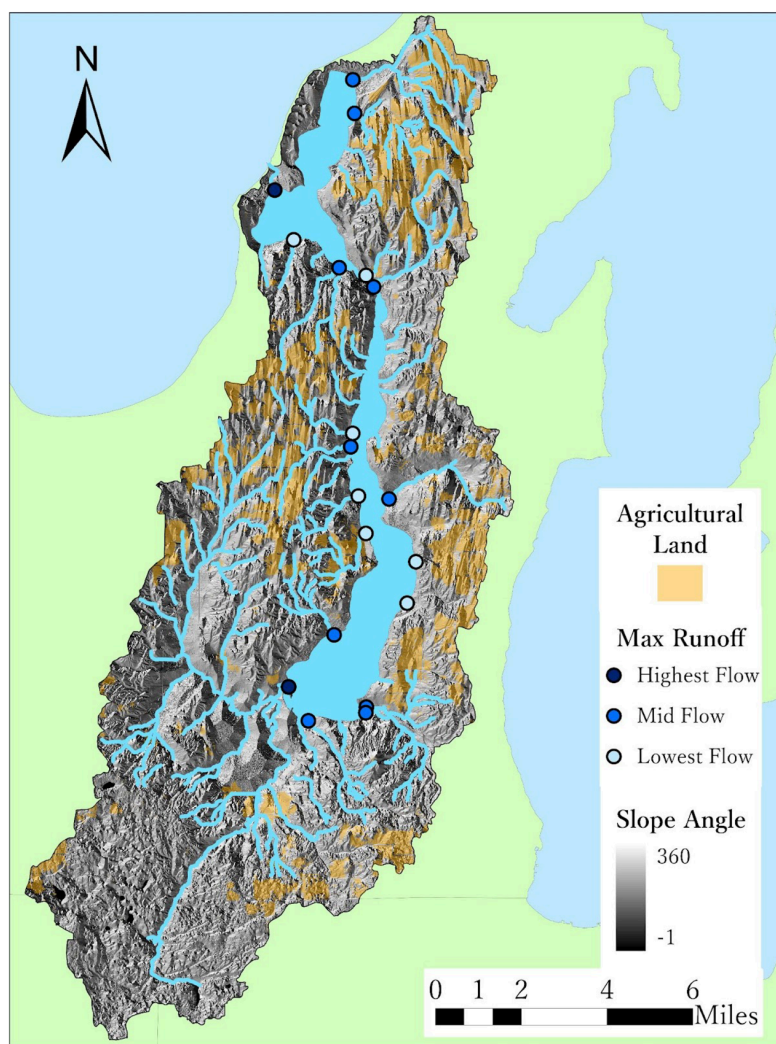 N
Agricultural
Land
Max Runoff
Highest Flow
Mid Flow
Lowest Flow
Slope Angle
360
-1
0 1 2 4 6
Miles